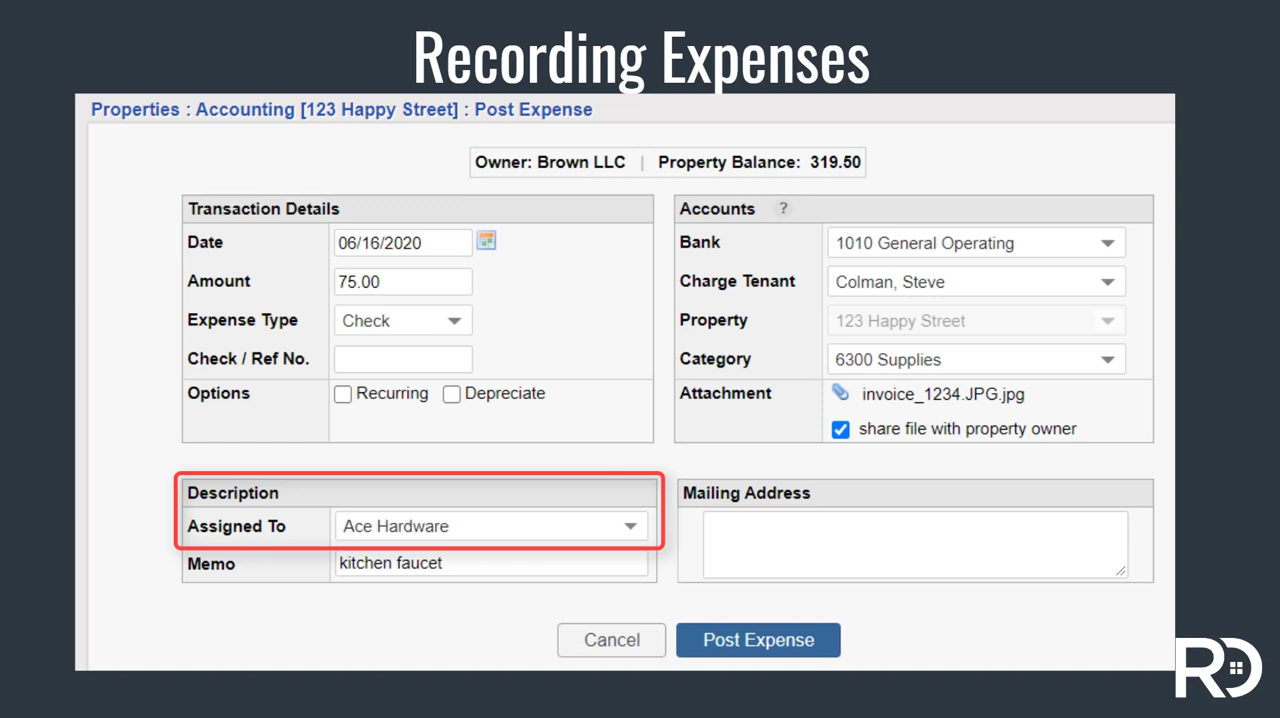 Recording Expenses
Properties : Accounting [123 Happy Street] : Post Expense
Owner: Brown LLC | Property Balance: 319.50
Transaction Details
Date 06/16/2020
Amount 75.00
Expense Type Check
Check / Ref No.
Options Recurring Depreciate
Accounts ?
Bank 1010 General Operating
Charge Tenant Colman, Steve
Property 123 Happy Street
Category 6300 Supplies
Attachment invoice_1234.JPG.jpg
share file with property owner
Description
Assigned To Ace Hardware
Memo kitchen faucet
Mailing Address
Cancel Post Expense
RD